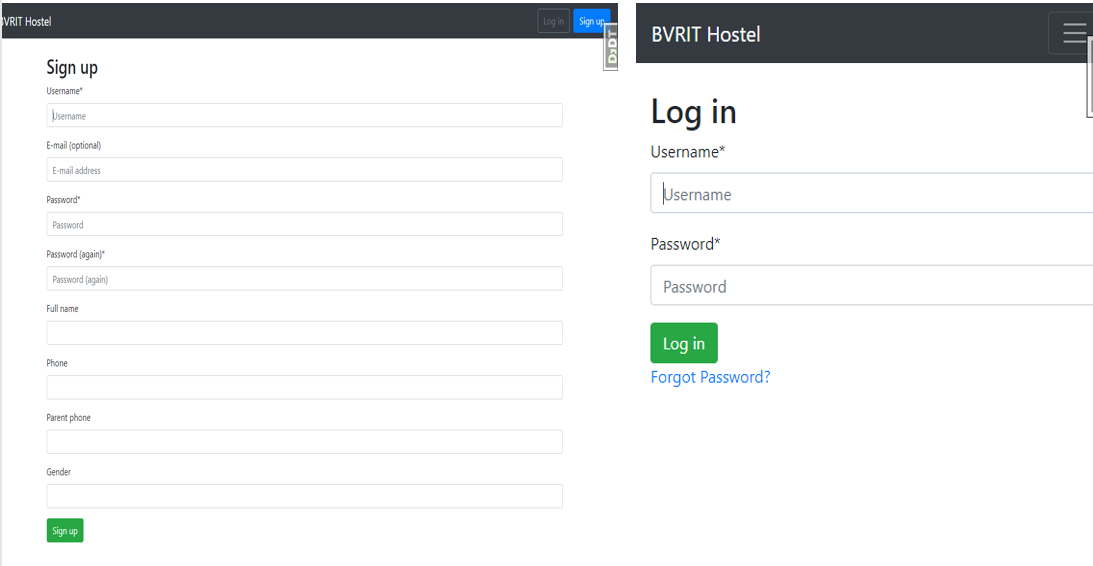 BVRIT Hostel
Log in
Sign up
DJDT
Sign up
Username*
Username
E-mail (optional)
E-mail address
Password*
Password
Password (again)*
Password (again)
Full name
Phone
Parent phone
Gender
Sign up
BVRIT Hostel
Log in
Username*
Username
Password*
Password
Log in
Forgot Password?